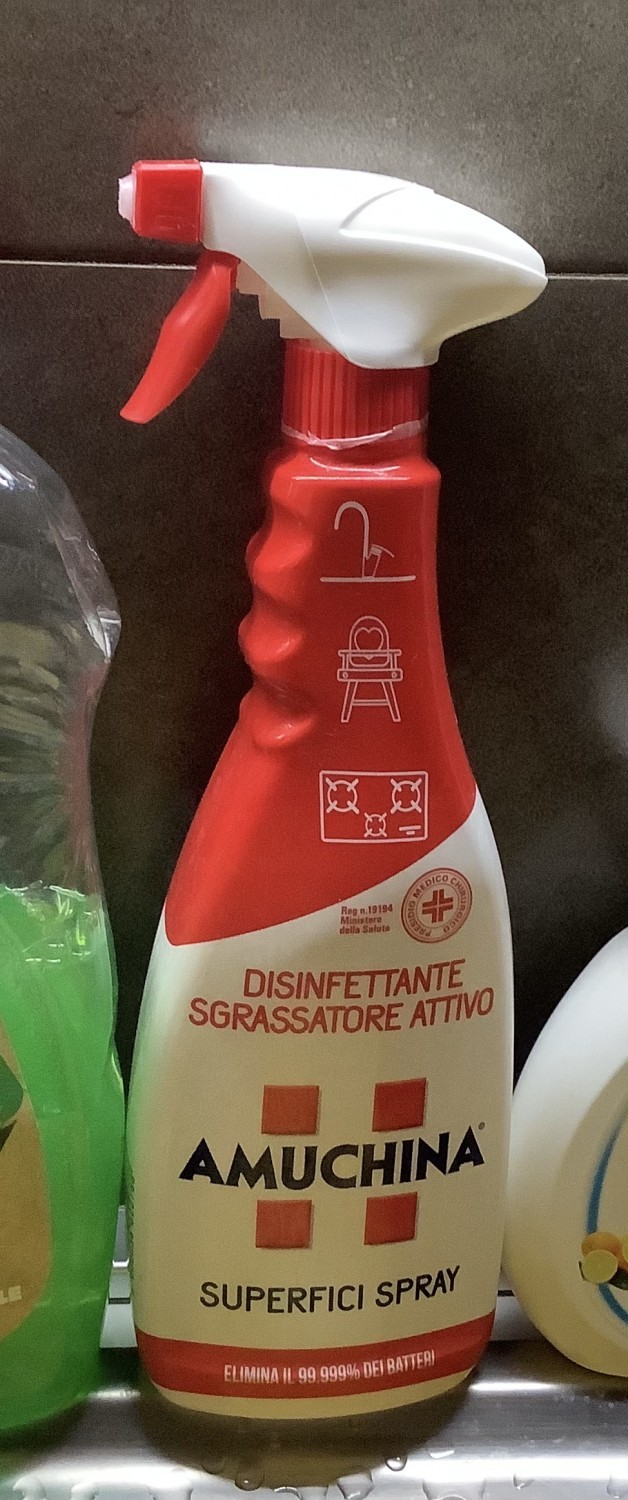 Reg n.19194
Ministero
della Salute
PRESIDIO MEDICO CHIRURGICO
DISINFETTANTE
SGRASSATORE ATTIVO
AMUCHINA®
SUPERFICI SPRAY
ELIMINA IL 99,999% DEI BATTERI
LE